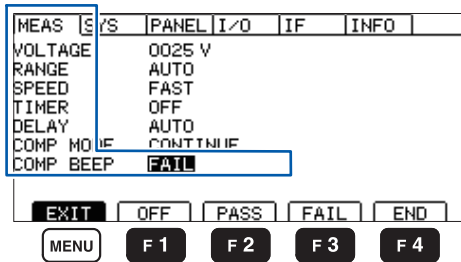 MEAS SYS PANEL I/O IF INFO
VOLTAGE 0025 V
RANGE AUTO
SPEED FAST
TIMER OFF
DELAY AUTO
COMP MODE CONTINUE
COMP BEEP FAIL
EXIT OFF PASS FAIL END
MENU F1 F2 F3 F4